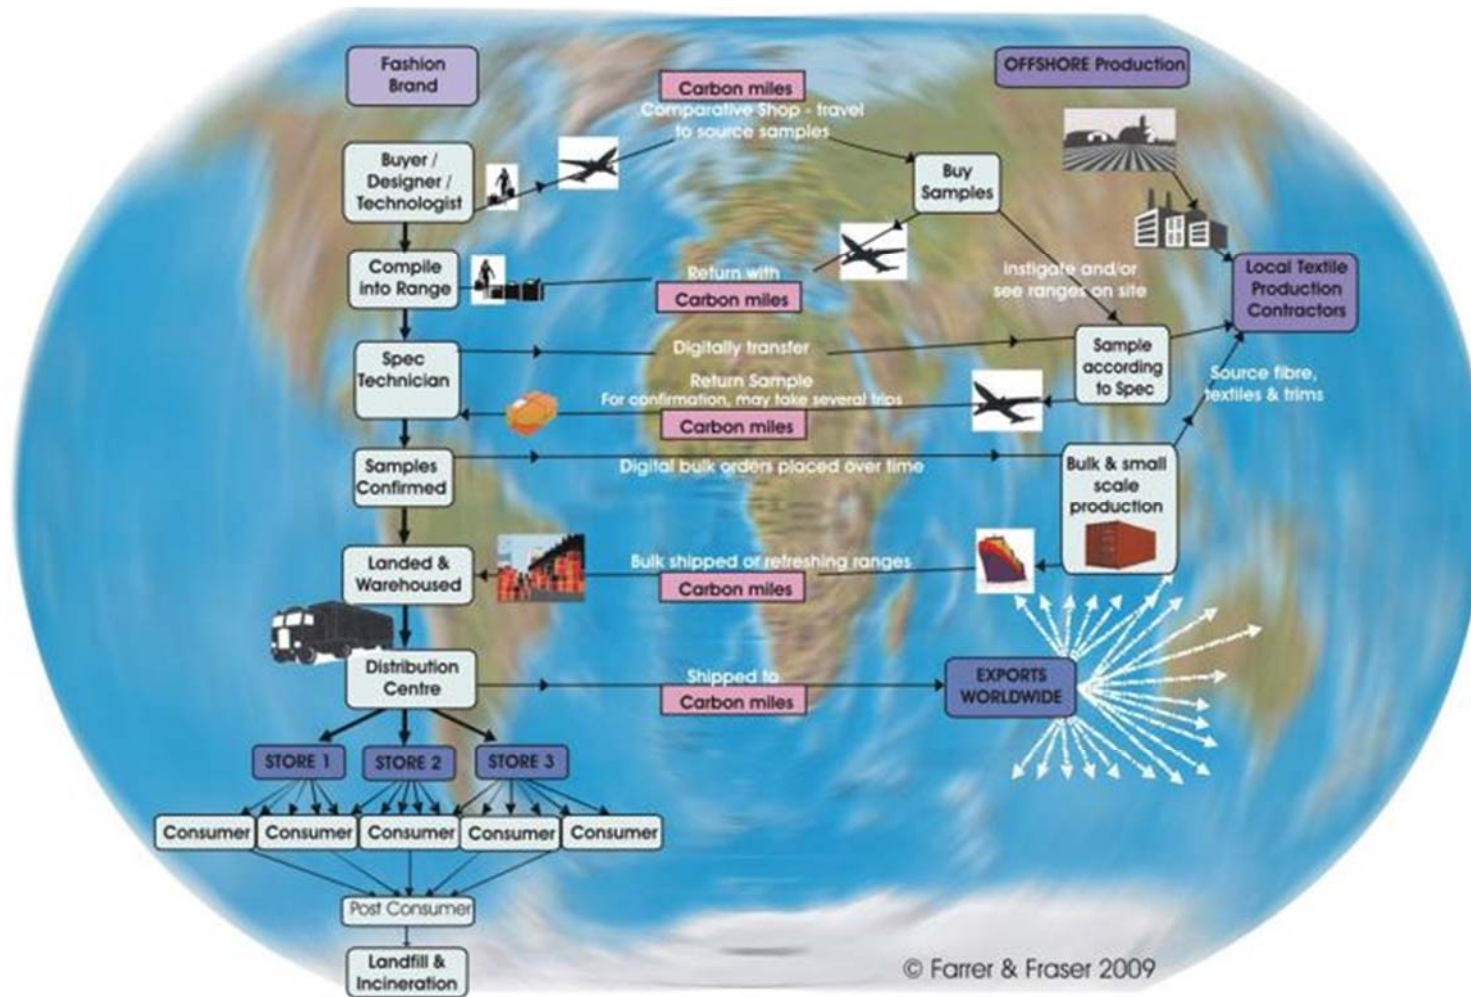 Fashion
Brand
Carbon miles
OFFSHORE Production
Comparative Shop - travel
to source samples
Buyer /
Designer /
Technologist
Buy
Samples
Compile
into Range
Return with
Carbon miles
Instigate and/or
see ranges on site
Local Textile
Production
Contractors
Spec
Technician
Digitally transfer
Sample
according
to Spec
Return Sample
For confirmation, may take several trips
Carbon miles
Source fibre,
textiles & trims
Samples
Confirmed
Digital bulk orders placed over time
Bulk & small
scale
production
Landed &
Warehoused
Bulk shipped or refreshing ranges
Carbon miles
Distribution
Centre
Shipped to
Carbon miles
EXPORTS
WORLDWIDE
STORE 1
STORE 2
STORE 3
Consumer
Consumer
Consumer
Consumer
Consumer
Post Consumer
Landfill &
Incineration
© Farrer & Fraser 2009